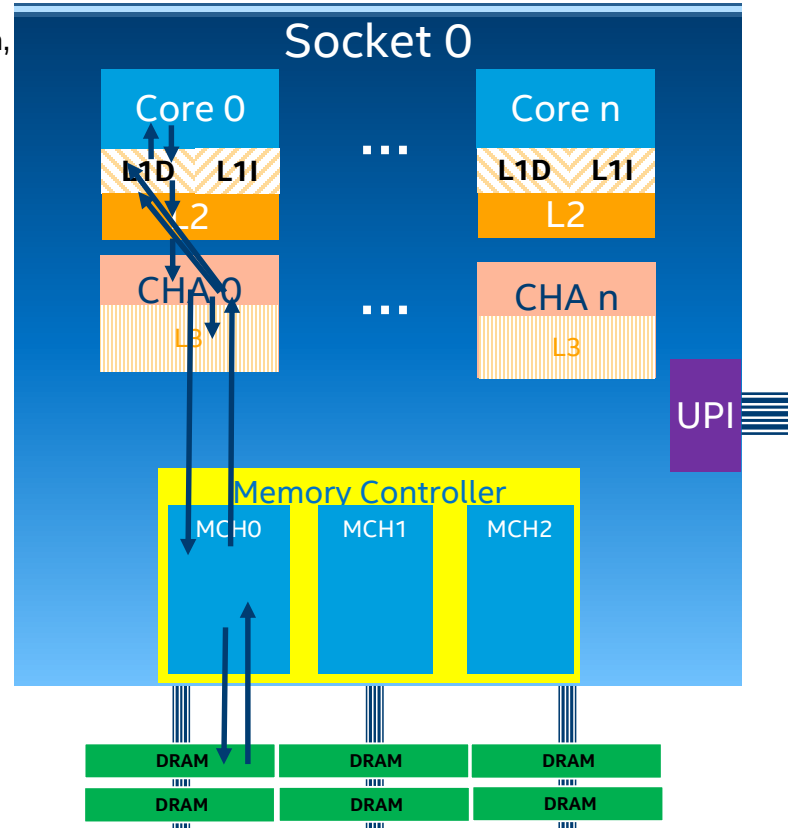 ,
Socket 0
Core 0 ... Core n
L1D L1I L1D L1I
L2 L2
CHA 0 ... CHA n
L3 L3
UPI
Memory Controller
MCH0 MCH1 MCH2
DRAM DRAM DRAM
DRAM DRAM DRAM